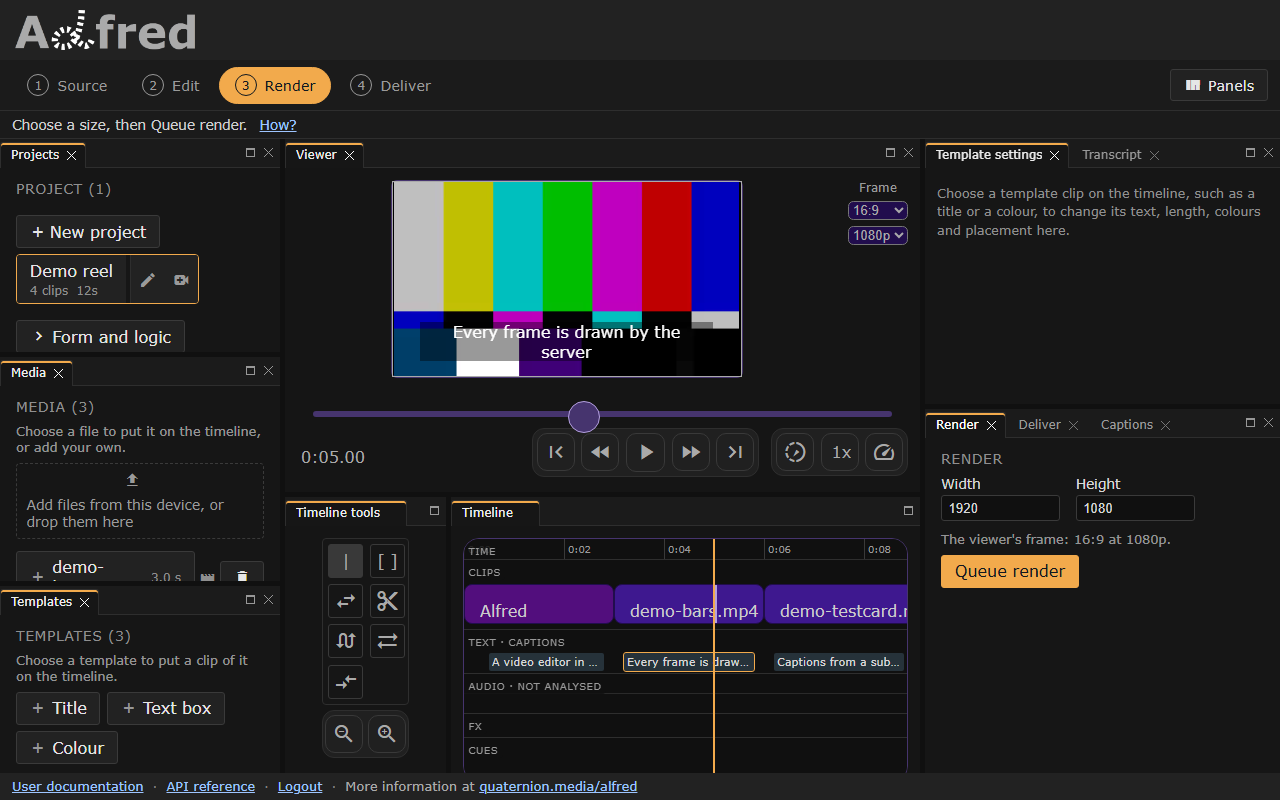 Adfred
1 Source
2 Edit
3 Render
4 Deliver
Panels
Choose a size, then Queue render. How?
Projects
PROJECT (1)
+ New project
Demo reel
4 clips 12s
Form and logic
Media
MEDIA (3)
Choose a file to put it on the timeline,
or add your own.
Add files from this device, or
drop them here
+ demo-
3.0 s
Templates
TEMPLATES (3)
Choose a template to put a clip of it
on the timeline.
+ Title
+ Text box
+ Colour
Viewer
Every frame is drawn by the
server
Frame
16:9
1080p
0:05.00
1x
Timeline tools
| [ ]
Timeline
TIME 0:02 0:04 0:06 0:08
CLIPS
Alfred demo-bars.mp4 demo-testcard.
TEXT · CAPTIONS
A video editor in ... Every frame is draw... Captions from a sub...
AUDIO · NOT ANALYSED
FX
CUES
Template settings
Transcript
Choose a template clip on the timeline, such as a
title or a colour, to change its text, length, colours
and placement here.
Render
Deliver
Captions
RENDER
Width Height
1920 1080
The viewer's frame: 16:9 at 1080p.
Queue render
User documentation · API reference · Logout · More information at quaternion.media/alfred